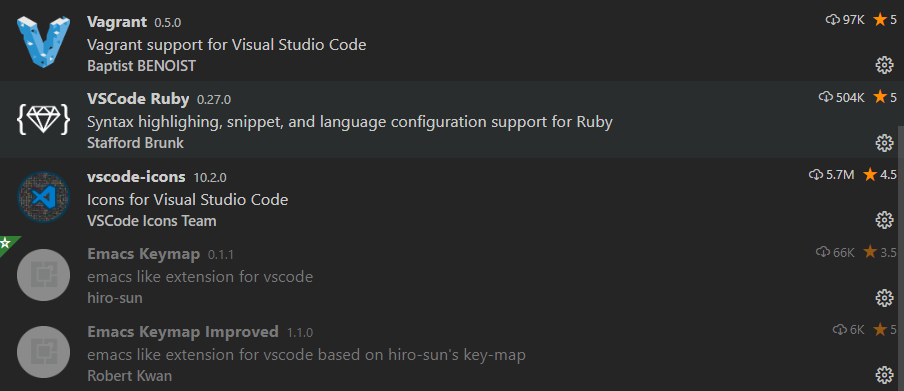 Vagrant 0.5.0 97K 5
Vagrant support for Visual Studio Code
Baptist BENOIST
VSCode Ruby 0.27.0 504K 5
Syntax highlighing, snippet, and language configuration support for Ruby
Stafford Brunk
vscode-icons 10.2.0 5.7M 4.5
Icons for Visual Studio Code
VSCode Icons Team
Emacs Keymap 0.1.1 66K 3.5
emacs like extension for vscode
hiro-sun
Emacs Keymap Improved 1.1.0 6K 5
emacs like extension for vscode based on hiro-sun's key-map
Robert Kwan